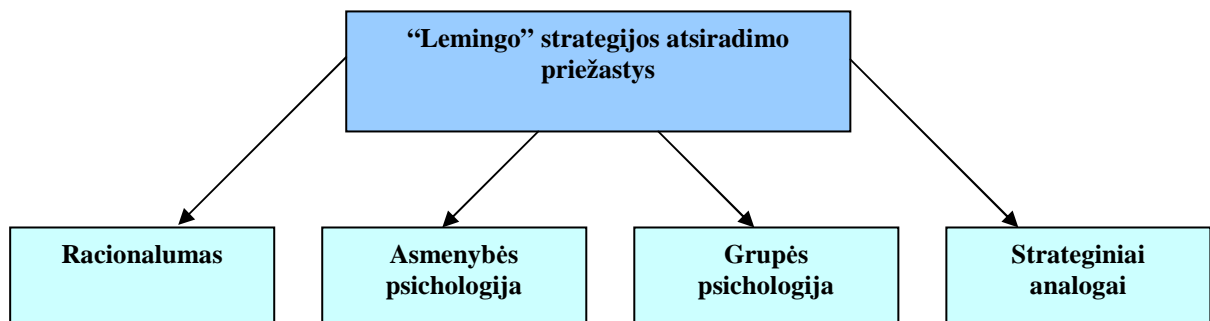 “Lemingo” strategijos atsiradimo
priežastys
Racionalumas
Asmenybės
psichologija
Grupės
psichologija
Strateginiai
analogai